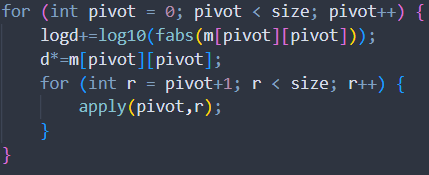 for (int pivot = 0; pivot < size; pivot++) {
    logd+=log10(fabs(m[pivot][pivot]));
    d*=m[pivot][pivot];
    for (int r = pivot+1; r < size; r++) {
        apply(pivot,r);
    }
}